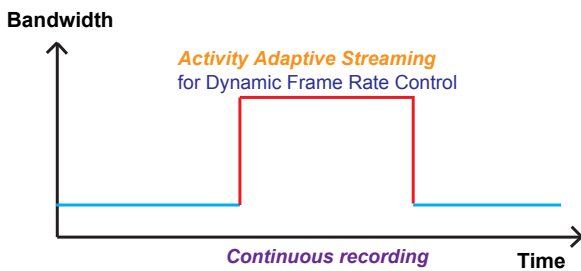 Bandwidth
Activity Adaptive Streaming
for Dynamic Frame Rate Control
Continuous recording
Time